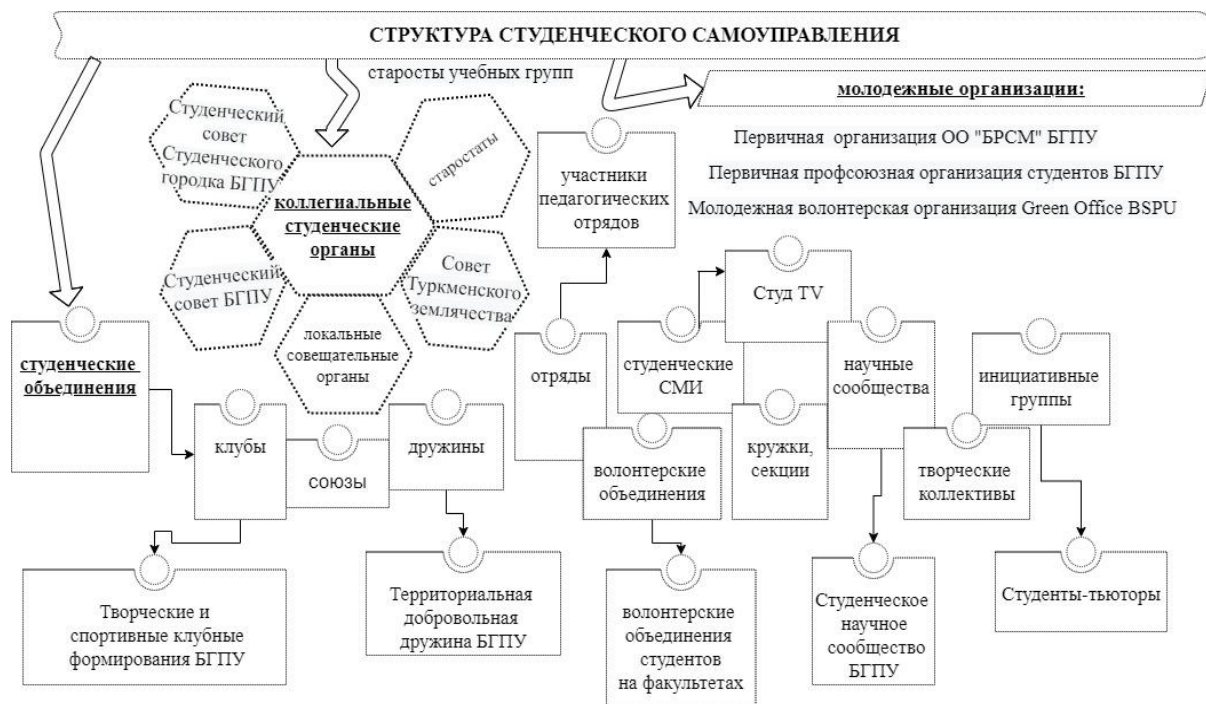 СТРУКТУРА СТУДЕНЧЕСКОГО САМОУПРАВЛЕНИЯ
старосты учебных групп
молодежные организации:
Первичная организация ОО "БРСМ" БГПУ
Первичная профсоюзная организация студентов БГПУ
Молодежная волонтерская организация Green Office BSPU
Студенческий
совет
Студенческого
городка БГПУ
старостаты
коллегиальные
студенческие
органы
Студенческий
совет БГПУ
Совет
Туркменского
землячества
локальные
совещательные
органы
участники
педагогических
отрядов
студенческие
объединения
клубы
союзы
дружины
отряды
студенческие
СМИ
Студ TV
волонтерские
объединения
кружки,
секции
научные
сообщества
творческие
коллективы
инициативные
группы
Творческие и
спортивные клубные
формирования БГПУ
Территориальная
добровольная
дружина БГПУ
волонтерские
объединения
студентов
на факультетах
Студенческое
научное
сообщество
БГПУ
Студенты-тьюторы